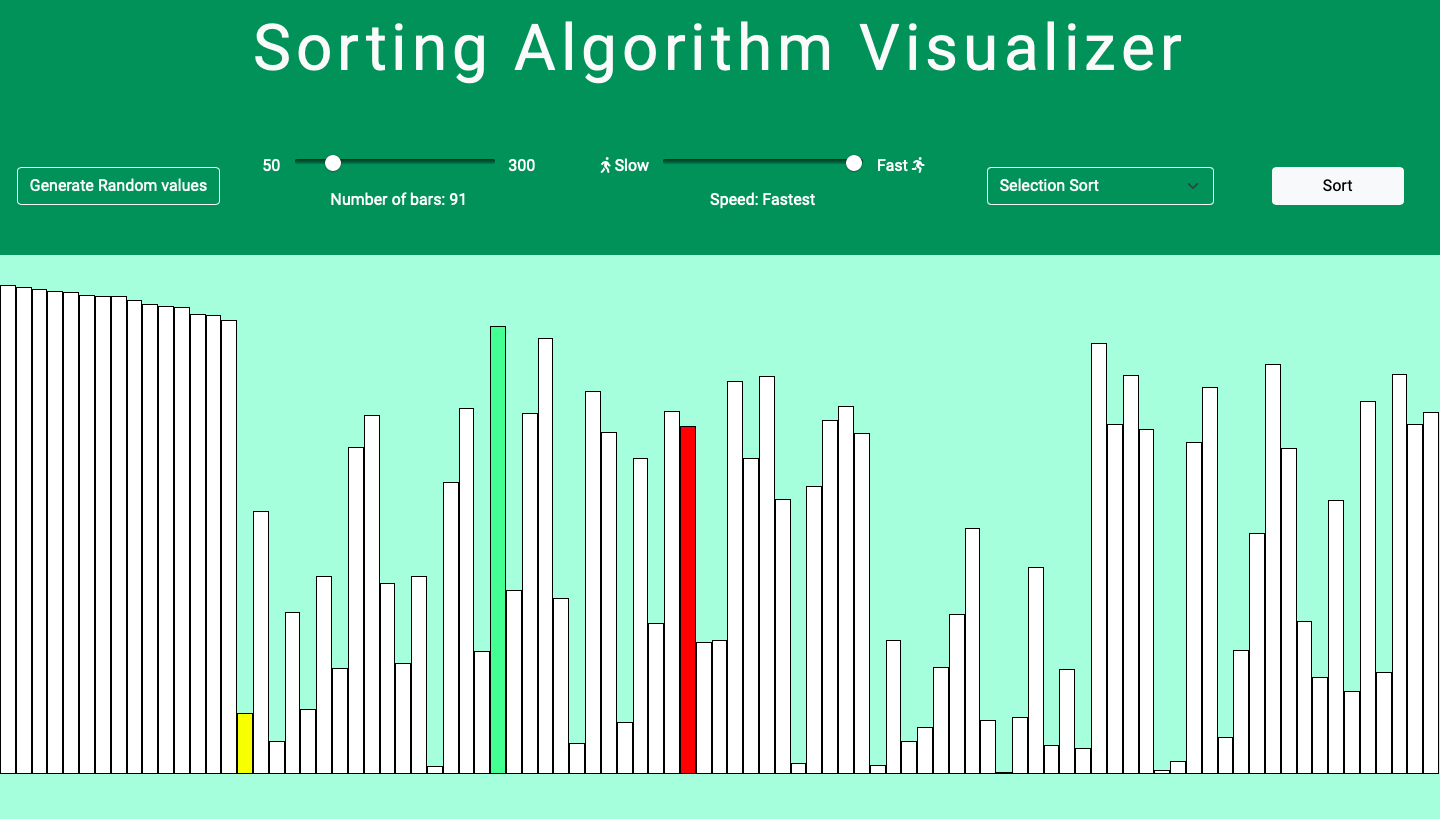 Sorting Algorithm Visualizer
Generate Random values
50
300
Number of bars: 91
Slow
Fast
Speed: Fastest
Selection Sort
Sort